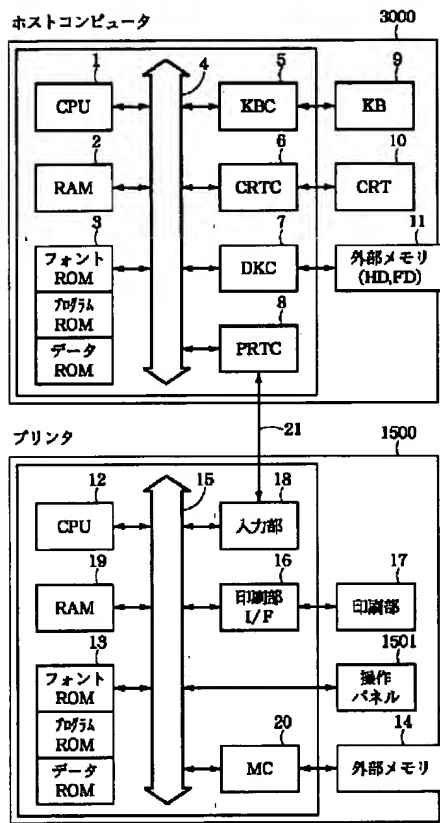 ホストコンピュータ
3000
1
4
5
9
CPU
KBC
KB
2
6
10
RAM
CRTC
CRT
3
7
11
フォント
ROM
プログラム
ROM
データ
ROM
DKC
外部メモリ
(HD,FD)
8
PRTC
21
プリンタ
1500
12
15
18
CPU
入力部
19
16
17
RAM
印刷部
I/F
印刷部
13
1501
フォント
ROM
プログラム
ROM
データ
ROM
操作
パネル
20
14
MC
外部メモリ